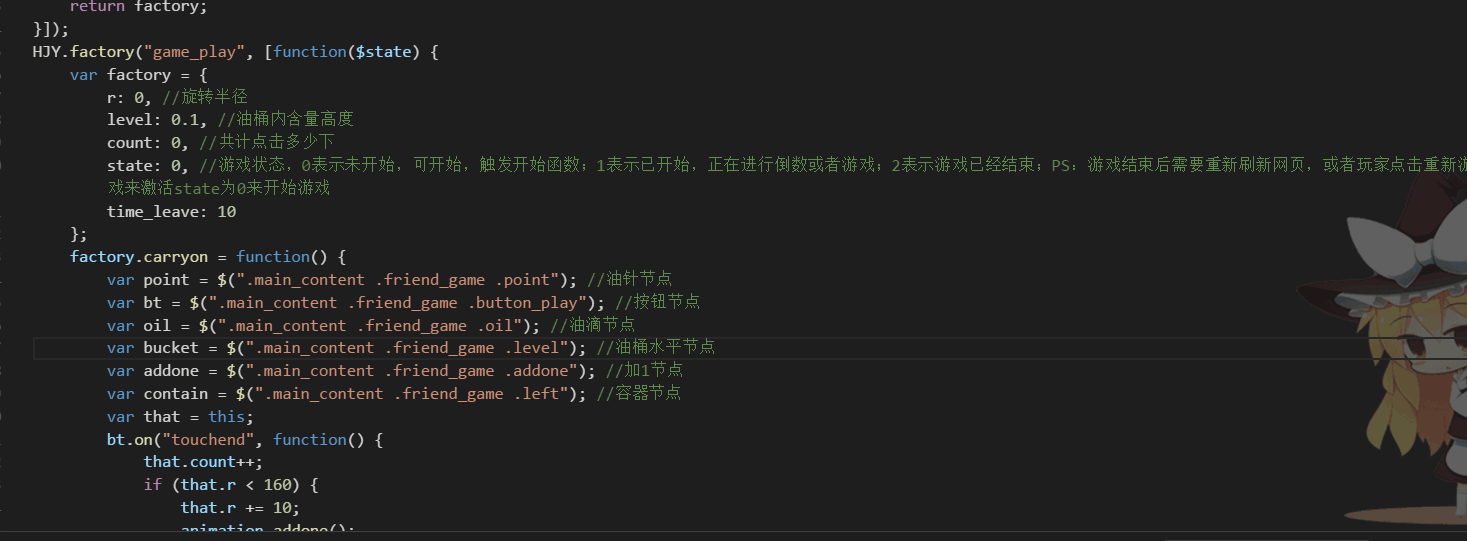 return factory;
}]);
HJY.factory("game_play", [function($state) {
var factory = {
r: 0, //旋转半径
level: 0.1, //油桶内含量高度
count: 0, //共计点击多少下
state: 0, //游戏状态，0表示未开始，可开始，触发开始函数；1表示已开始，正在进行倒数或者游戏；2表示游戏已经结束；PS：游戏结束后需要重新刷新网页，或者玩家点击重新游
戏来激活state为0来开始游戏
time_leave: 10
};
factory.carryon = function() {
var point = $(".main_content .friend_game .point"); //油针节点
var bt = $(".main_content .friend_game .button_play"); //按钮节点
var oil = $(".main_content .friend_game .oil"); //油滴节点
var bucket = $(".main_content .friend_game .level"); //油桶水平节点
var addone = $(".main_content .friend_game .addone"); //加1节点
var contain = $(".main_content .friend_game .left"); //容器节点
var that = this;
bt.on("touchend", function() {
that.count++;
if (that.r < 160) {
that.r += 10;
animation.addone();